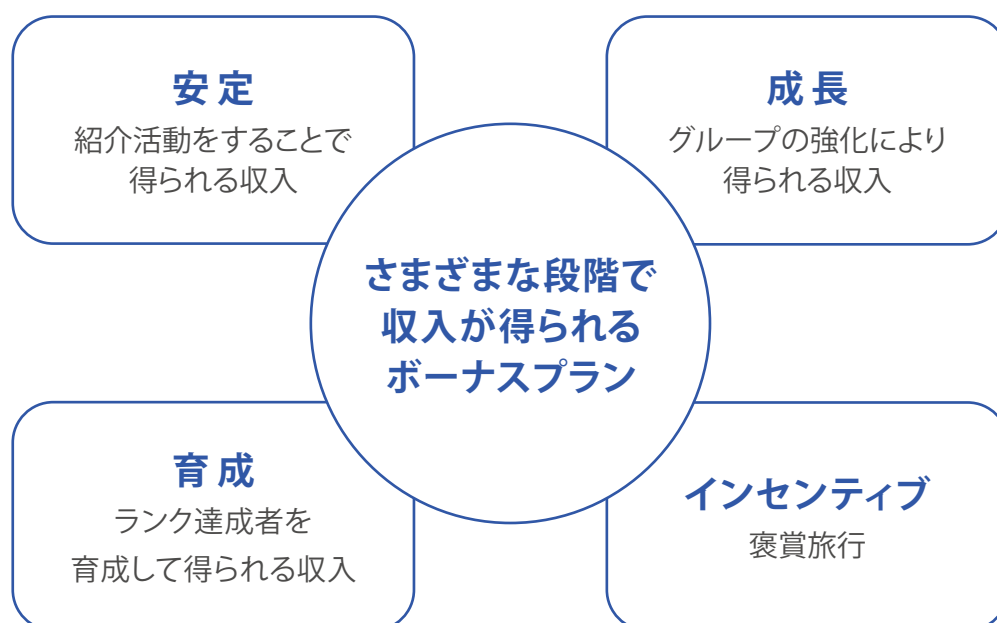 安定
紹介活動をすることで
得られる収入
成長
グループの強化により
得られる収入
さまざまな段階で
収入が得られる
ボーナスプラン
育成
ランク達成者を
育成して得られる収入
インセンティブ
褒賞旅行